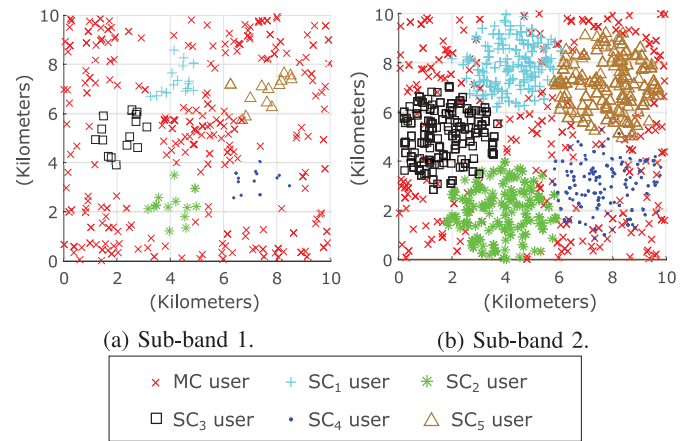 10
8
6
4
2
0
(Kilometers)
0 2 4 6 8 10
(Kilometers)
(a) Sub-band 1.
10
8
6
4
2
0
(Kilometers)
0 2 4 6 8 10
(Kilometers)
(b) Sub-band 2.
MC user SC₁ user SC₂ user
SC₃ user SC₄ user SC₅ user